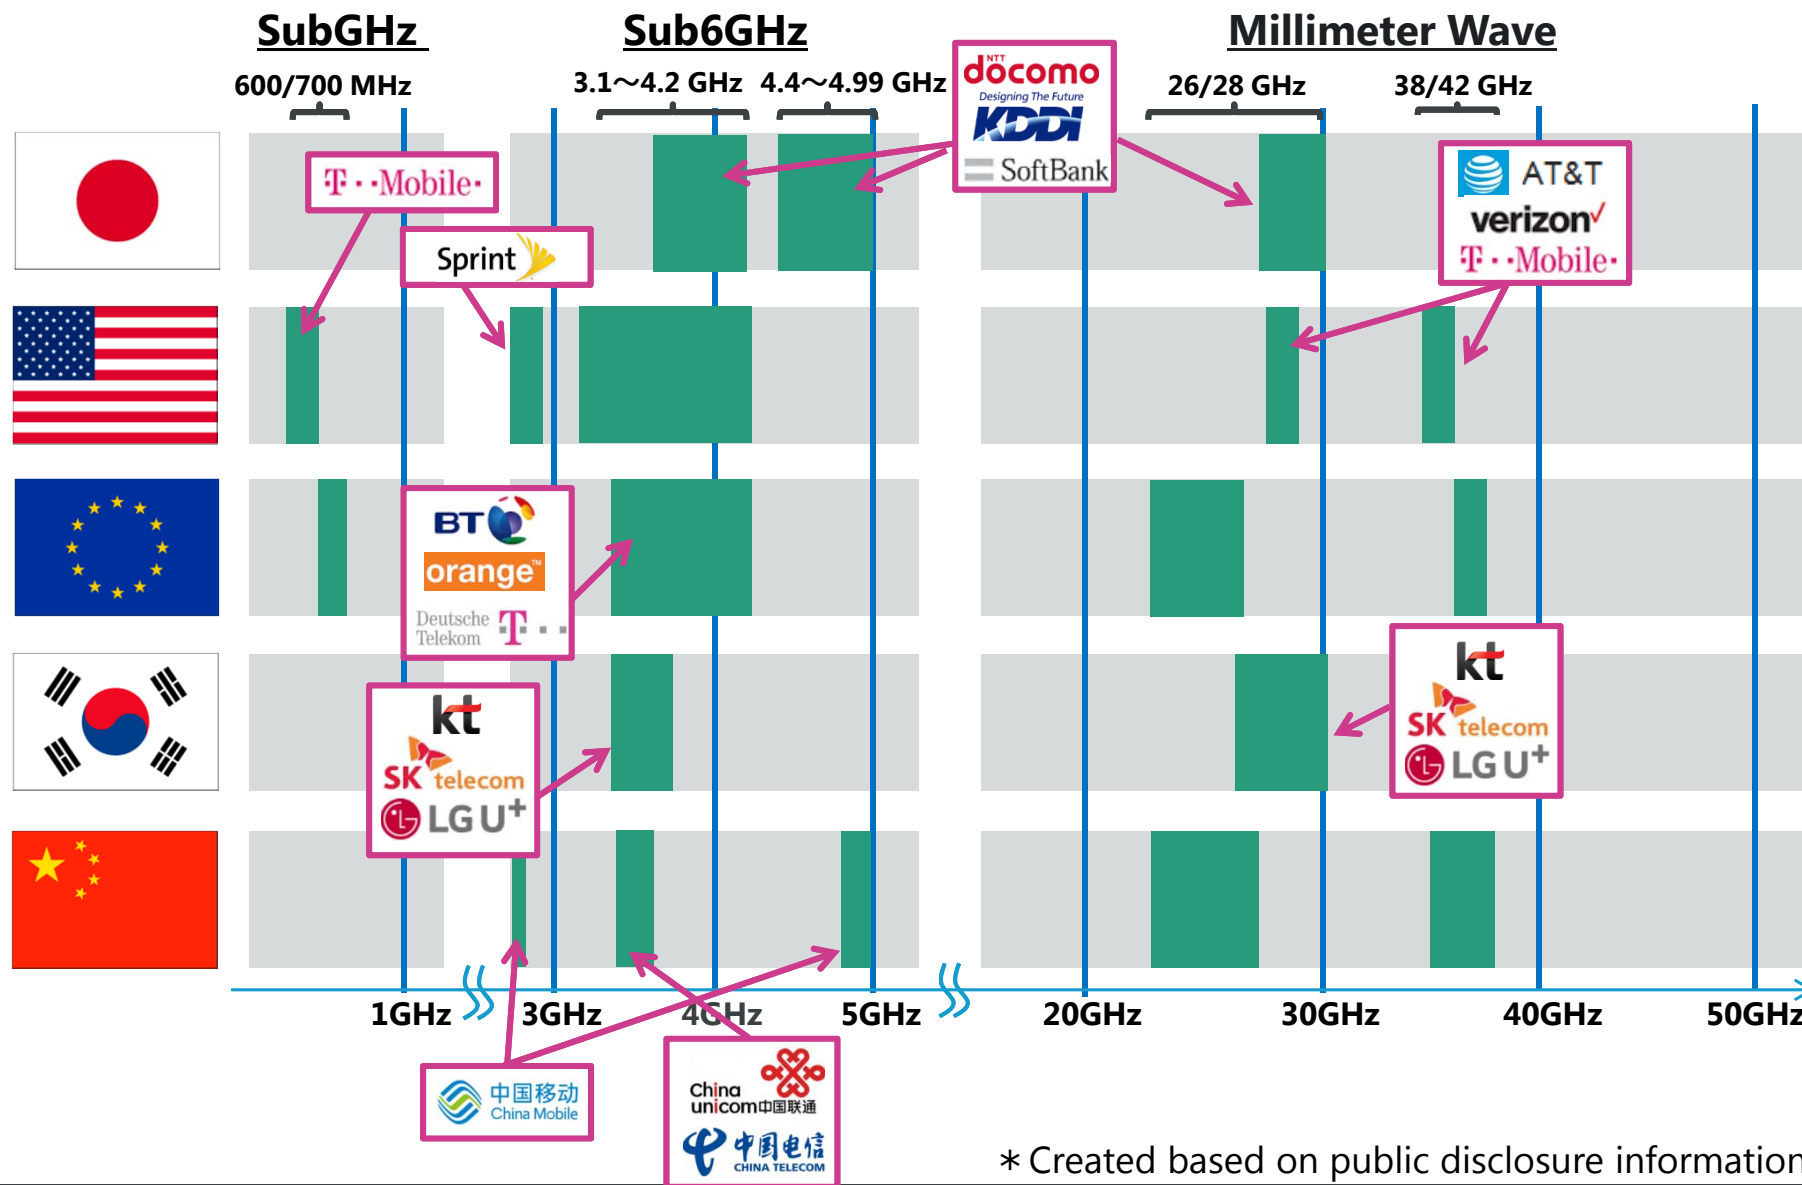 SubGHz
Sub6GHz
Millimeter Wave
600/700 MHz
3.1～4.2 GHz
4.4～4.99 GHz
26/28 GHz
38/42 GHz
NTT
döcomo
Designing The Future
KDDI
SoftBank
T··Mobile·
Sprint
AT&T
verizon✓
T··Mobile·
BT
orange™
Deutsche
Telekom T···
kt
SK telecom
LG U+
kt
SK telecom
LG U+
1GHz
3GHz
4GHz
5GHz
20GHz
30GHz
40GHz
50GHz
中国移动
China Mobile
China
unicom中国联通
中国电信
CHINA TELECOM
＊Created based on public disclosure information